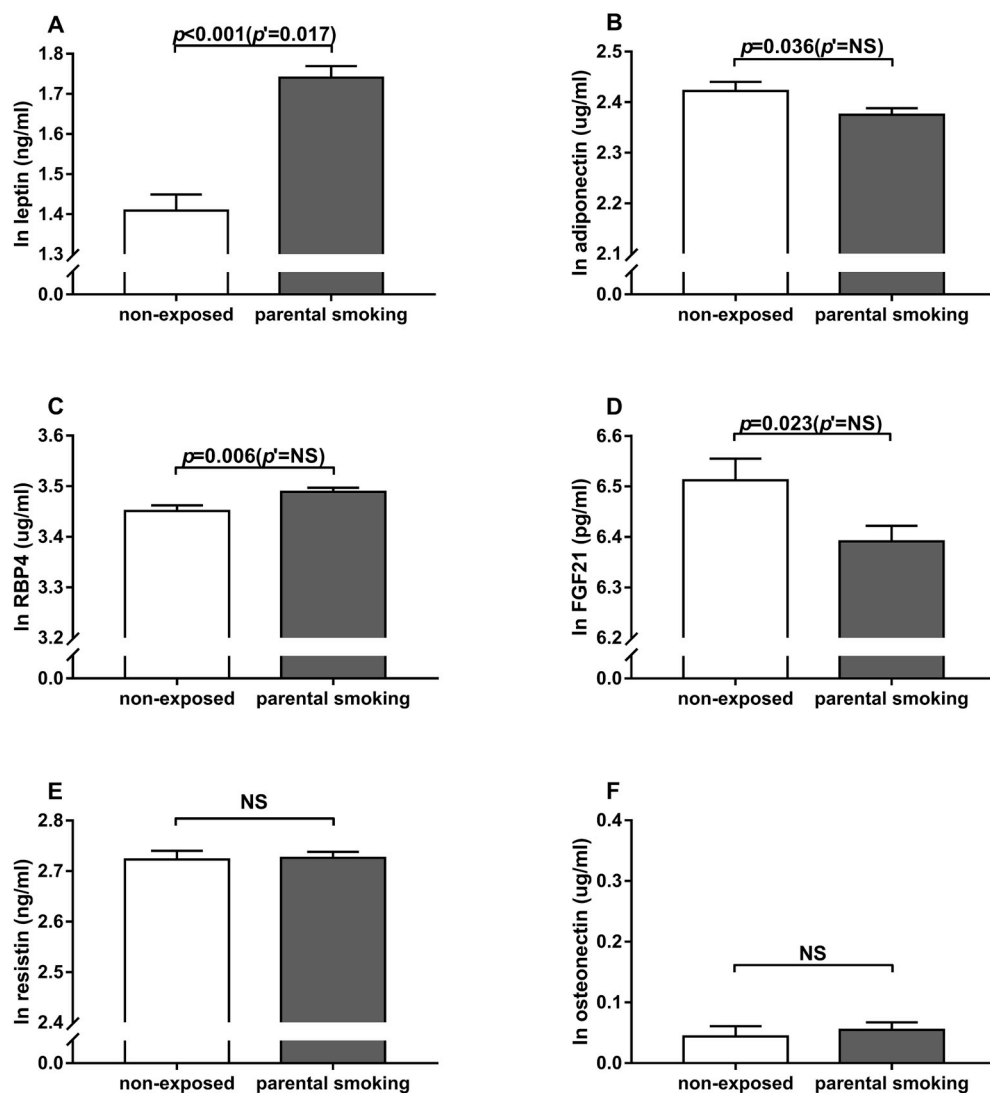 A
p<0.001(p'=0.017)
ln leptin (ng/ml)
1.8
1.7
1.6
1.5
1.4
1.3
0.0
non-exposed parental smoking
B
p=0.036(p'=NS)
ln adiponectin (ug/ml)
2.5
2.4
2.3
2.2
2.1
0.0
non-exposed parental smoking
C
p=0.006(p'=NS)
ln RBP4 (ug/ml)
3.6
3.5
3.4
3.3
3.2
0.0
non-exposed parental smoking
D
p=0.023(p'=NS)
ln FGF21 (pg/ml)
6.6
6.5
6.4
6.3
6.2
0.0
non-exposed parental smoking
E
NS
ln resistin (ng/ml)
2.8
2.7
2.6
2.5
2.4
0.0
non-exposed parental smoking
F
NS
ln osteonectin (ug/ml)
0.4
0.3
0.2
0.1
0.0
non-exposed parental smoking